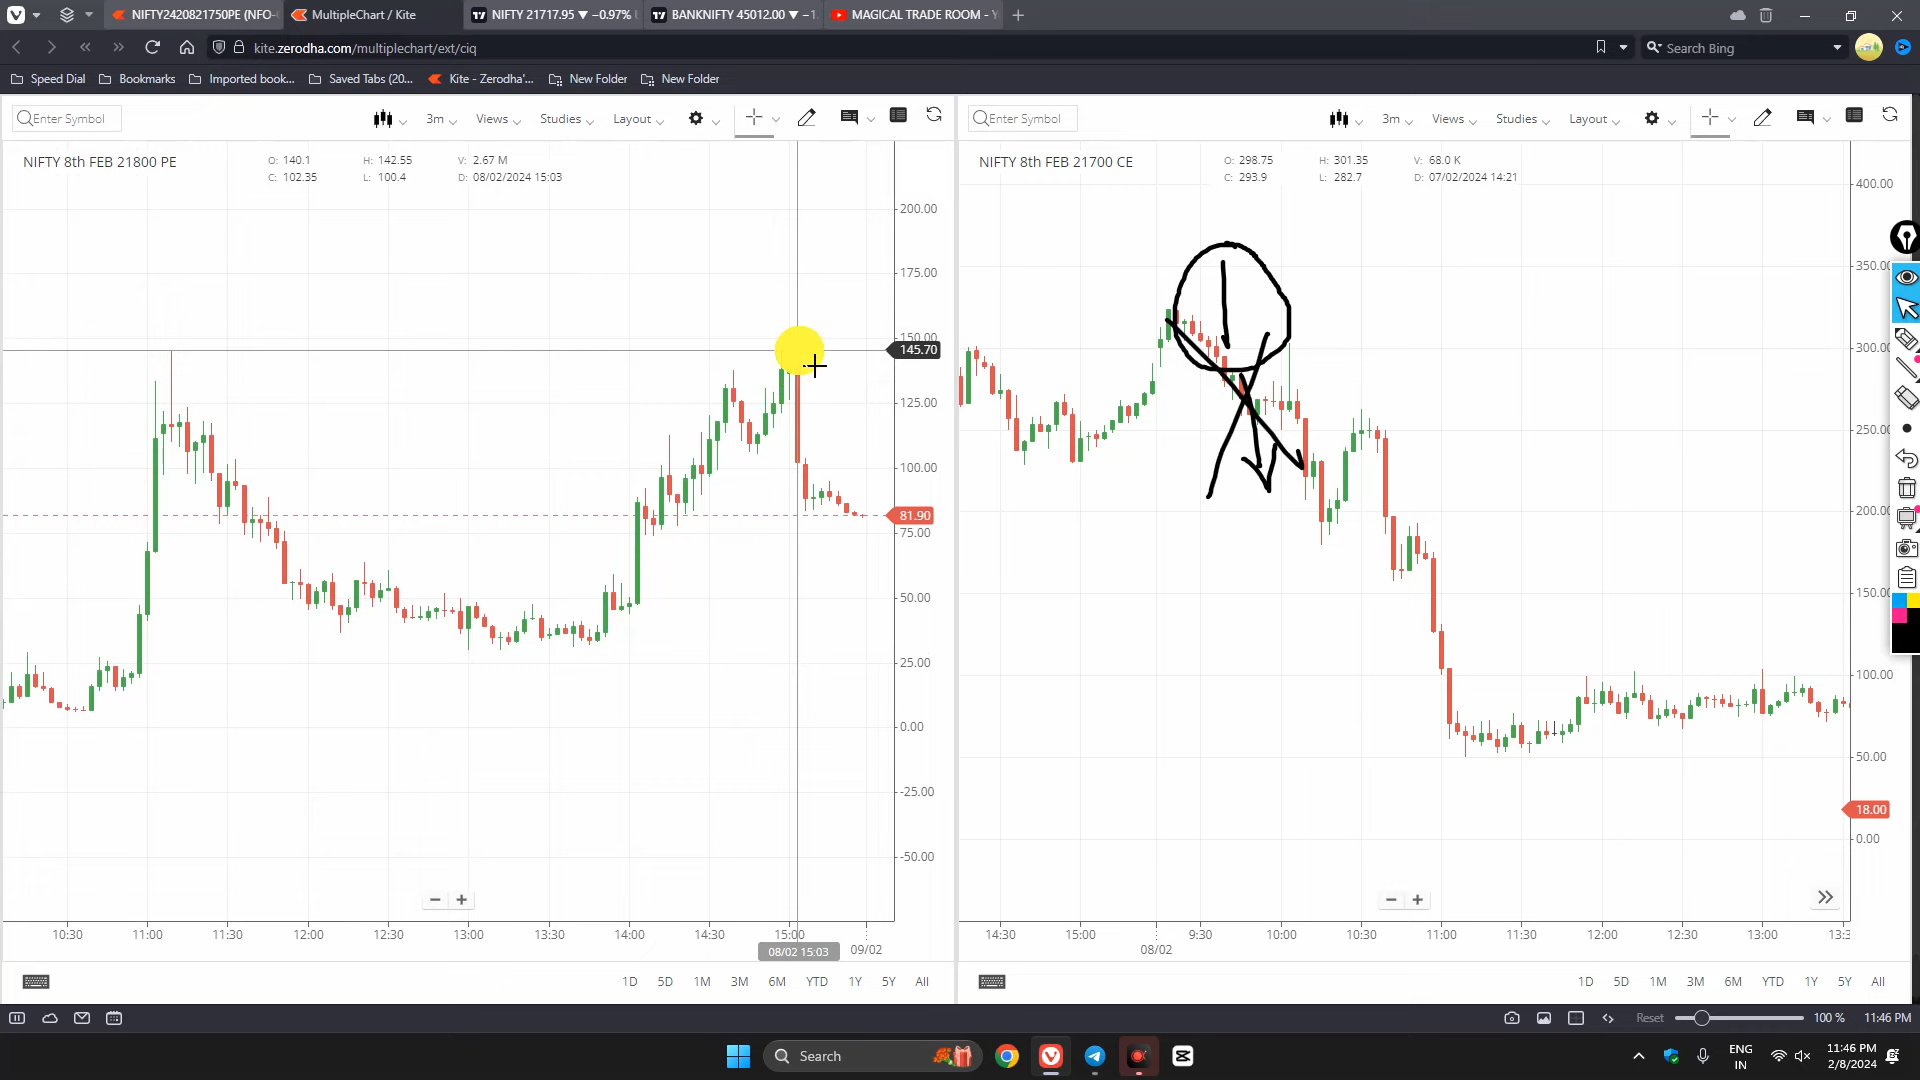 NIFTY2420821750PE (NFO-
MultipleChart / Kite
NIFTY 21717.95 ▼ −0.97%
BANKNIFTY 45012.00 ▼ −1.
MAGICAL TRADE ROOM -
kite.zerodha.com/multiplechart/ext/ciq
Search Bing
Speed Dial
Bookmarks
Imported book...
Saved Tabs (20...
Kite - Zerodha'...
New Folder
New Folder
Enter Symbol
3m
Views
Studies
Layout
NIFTY 8th FEB 21800 PE
O: 140.1
H: 142.55
V: 2.67 M
C: 102.35
L: 100.4
D: 08/02/2024 15:03
200.00
175.00
150.00
145.70
125.00
100.00
81.90
75.00
50.00
25.00
0.00
-25.00
-50.00
10:30
11:00
11:30
12:00
12:30
13:00
13:30
14:00
14:30
15:00
08/02 15:03
09/02
1D
5D
1M
3M
6M
YTD
1Y
5Y
All
Enter Symbol
3m
Views
Studies
Layout
NIFTY 8th FEB 21700 CE
O: 298.75
H: 301.35
V: 68.0 K
C: 293.9
L: 282.7
D: 07/02/2024 14:21
400.00
350.00
300.00
250.00
200.00
150.00
100.00
50.00
18.00
0.00
14:30
15:00
08/02
9:30
10:00
10:30
11:00
11:30
12:00
12:30
13:00
13:3
1D
5D
1M
3M
6M
YTD
1Y
5Y
All
Reset
100 %
11:46 PM
Search
ENG
IN
11:46 PM
2/8/2024